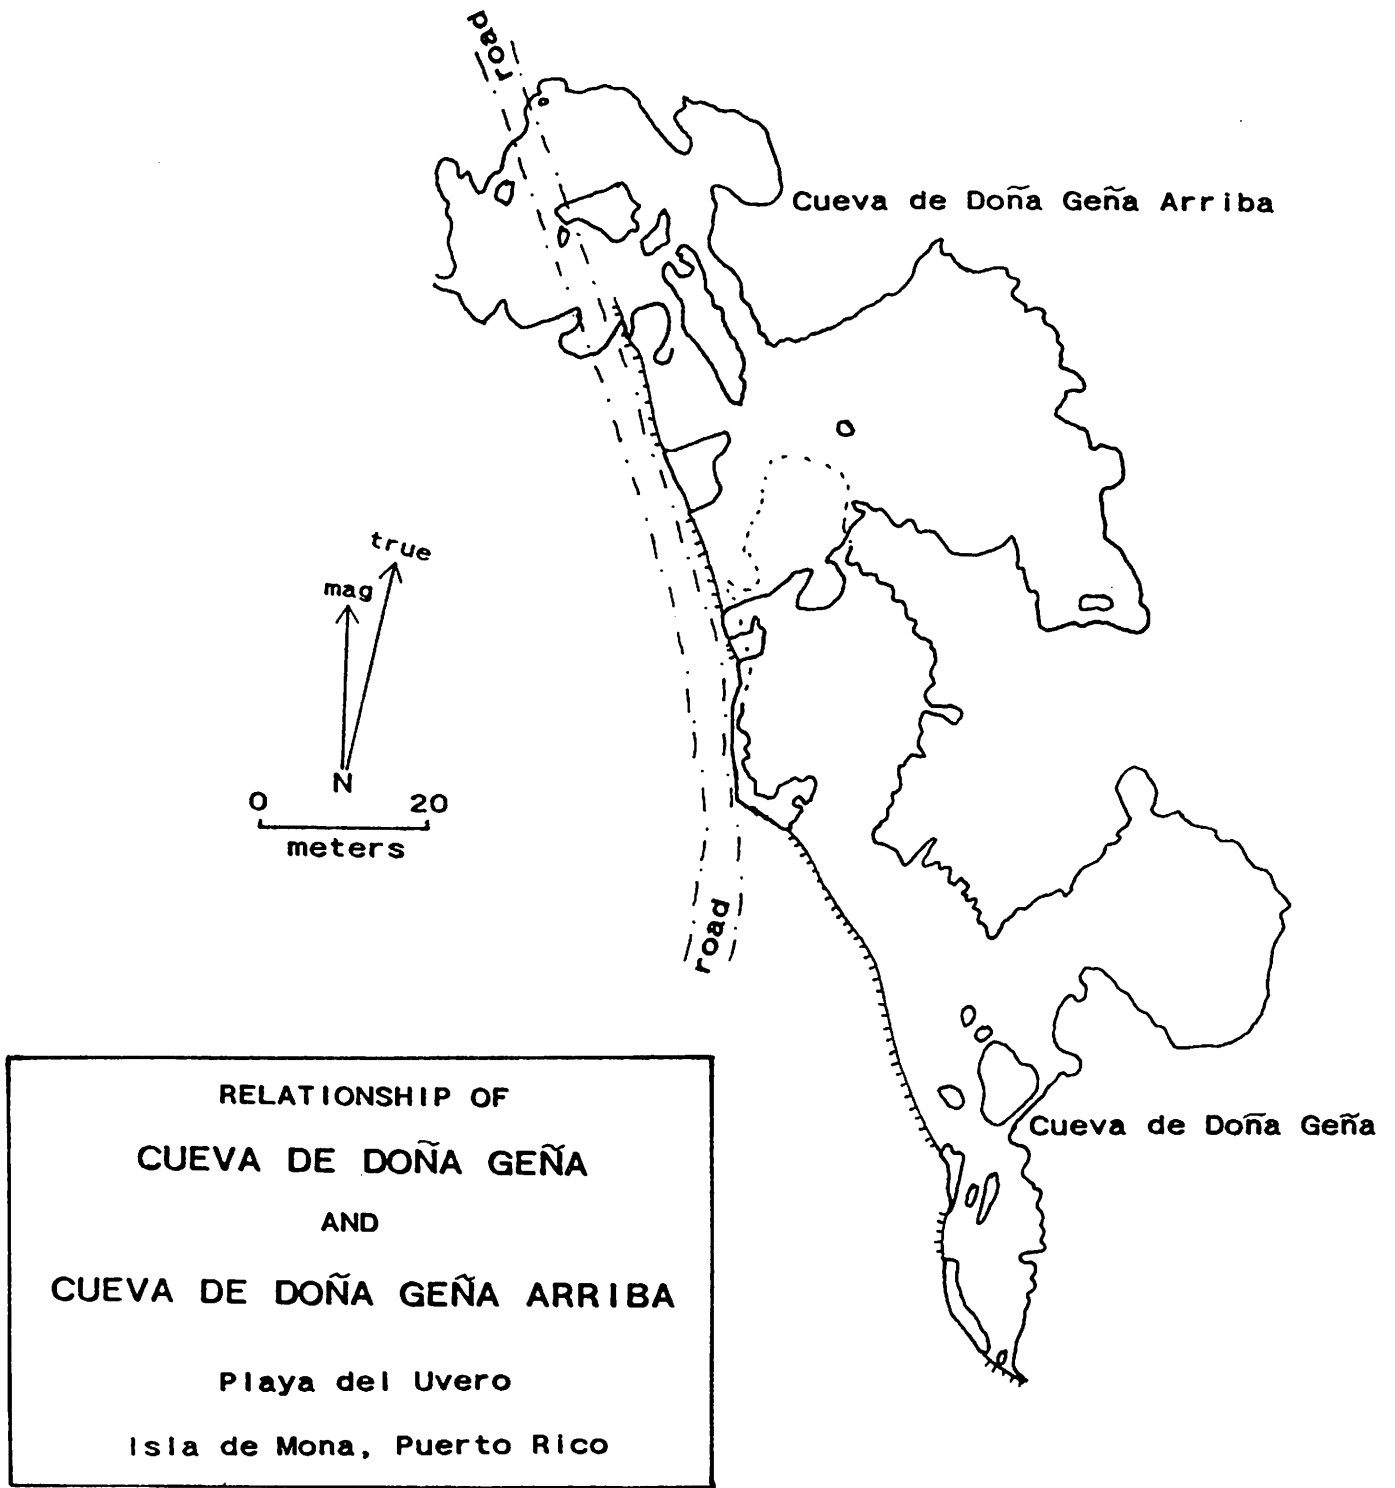 road
Cueva de Doña Geña Arriba
true
mag
N
0 20
meters
road
RELATIONSHIP OF
CUEVA DE DOÑA GEÑA
AND
CUEVA DE DOÑA GEÑA ARRIBA
Playa del Uvero
Isla de Mona, Puerto Rico
Cueva de Doña Geña